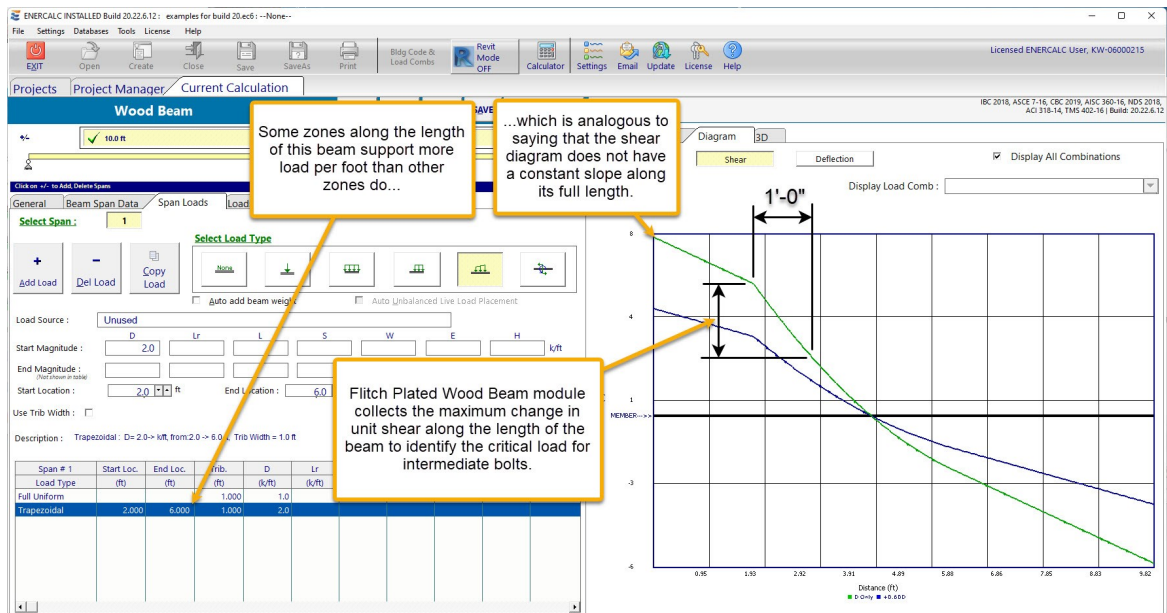 ENERCALC INSTALLED Build 20.22.6.12 : examples for build 20.ec6 : --None--
File Settings Databases Tools License Help
EXIT Open Create Close Save SaveAs Print Bldg Code & Load Combs Revit Mode OFF Calculator Settings Email Update License Help
Licensed ENERCALC User, KW-06000215
Projects Project Manager Current Calculation
Wood Beam
IBC 2018, ASCE 7-16, CBC 2019, AISC 360-16, NDS 2018,
ACI 318-14, TMS 402-16 | Build: 20.22.6.12
+/- 10.0 ft
Click on +/- to Add, Delete Spans
General Beam Span Data Span Loads Load
Select Span : 1
Select Load Type
+ Add Load
- Del Load
Copy Load
None
Auto add beam weight
Auto Unbalanced Live Load Placement
Load Source : Unused
D Lr L S W E H
Start Magnitude : 2.0 k/ft
End Magnitude :
(Not shown in table)
Start Location : 2.0 ft End Location : 6.0
Use Trib Width :
Description : Trapezoidal : D= 2.0-> k/ft, from:2.0 -> 6.0 ft, Trib Width = 1.0 ft
Span # 1 Start Loc. End Loc. Trib. D Lr
Load Type (ft) (ft) (ft) (k/ft) (k/ft)
Full Uniform 1.000 1.0
Trapezoidal 2.000 6.000 1.000 2.0
Some zones along the length
of this beam support more
load per foot than other
zones do...
...which is analogous to
saying that the shear
diagram does not have
a constant slope along
its full length.
Flitch Plated Wood Beam module
collects the maximum change in
unit shear along the length of the
beam to identify the critical load for
intermediate bolts.
Diagram 3D
Shear Deflection Display All Combinations
Display Load Comb :
1'-0"
8
4
1
MEMBER--->>
-3
-6
0.95 1.93 2.92 3.91 4.89 5.88 6.86 7.85 8.83 9.82
Distance (ft)
D Only +0.60D